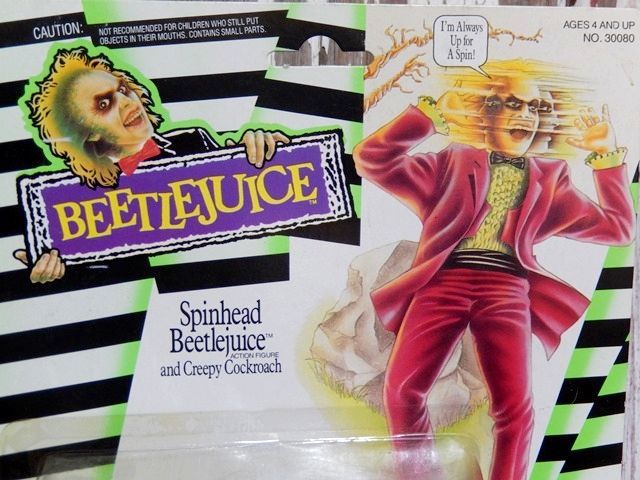 CAUTION:
NOT RECOMMENDED FOR CHILDREN WHO STILL PUT
OBJECTS IN THEIR MOUTHS. CONTAINS SMALL PARTS.
I'm Always
Up for
A Spin!
AGES 4 AND UP
NO. 30080
BEETLEJUICE™
Spinhead
Beetlejuice™
ACTION FIGURE
and Creepy Cockroach